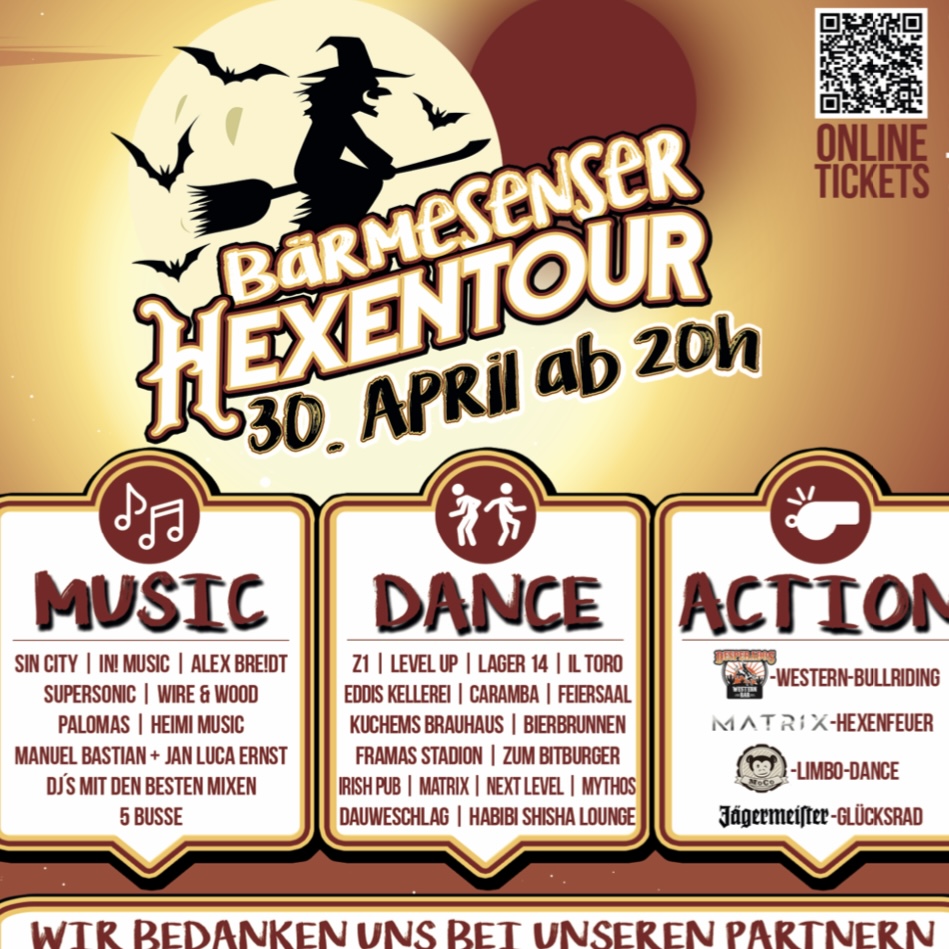 ONLINE
TICKETS
BÄRMESENSER
HEXENTOUR
30. APRIL ab 20h
MUSIC
SIN CITY | IN! MUSIC | ALEX BRE!DT
SUPERSONIC | WIRE & WOOD
PALOMAS | HEIMI MUSIC
MANUEL BASTIAN + JAN LUCA ERNST
DJ´S MIT DEN BESTEN MIXEN
5 BUSSE
DANCE
Z1 | LEVEL UP | LAGER 14 | IL TORO
EDDIS KELLEREI | CARAMBA | FEIERSAAL
KUCHEMS BRAUHAUS | BIERBRUNNEN
FRAMAS STADION | ZUM BITBURGER
IRISH PUB | MATRIX | NEXT LEVEL | MYTHOS
DAUWESCHLAG | HABIBI SHISHA LOUNGE
ACTION
WESTERN
BAR
-WESTERN-BULLRIDING
MATRIX-HEXENFEUER
MoCo
-LIMBO-DANCE
Jägermeister-GLÜCKSRAD
WIR BEDANKEN UNS BEI UNSEREN PARTNERN